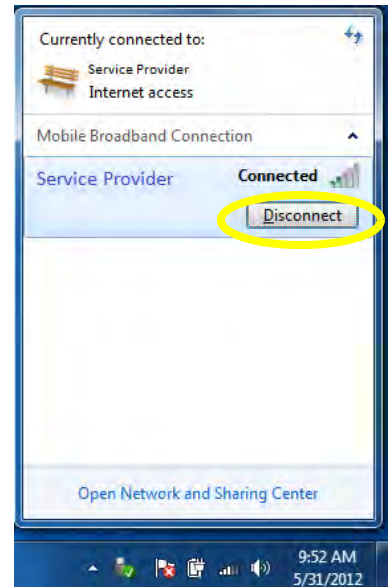 Currently connected to:
Service Provider
Internet access
Mobile Broadband Connection
Service Provider Connected
Disconnect
Open Network and Sharing Center
9:52 AM
5/31/2012